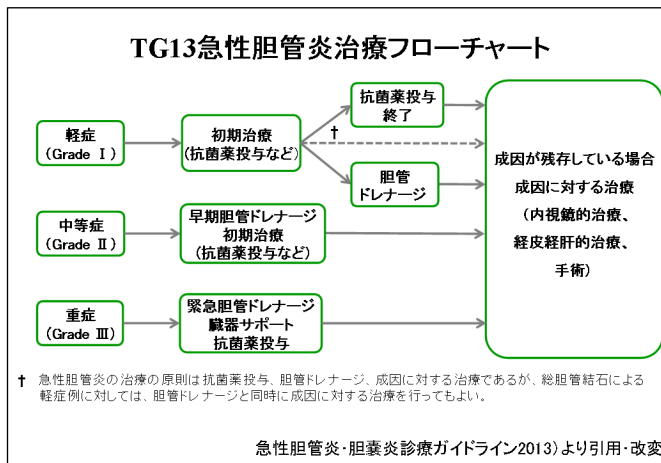 TG13急性胆管炎治療フローチャート
軽症
(Grade Ⅰ)
初期治療
(抗菌薬投与など)
†
抗菌薬投与
終了
胆管
ドレナージ
中等症
(Grade Ⅱ)
早期胆管ドレナージ
初期治療
(抗菌薬投与など)
重症
(Grade Ⅲ)
緊急胆管ドレナージ
臓器サポート
抗菌薬投与
成因が残存している場合
成因に対する治療
(内視鏡的治療、
経皮経肝的治療、
手術)
† 急性胆管炎の治療の原則は抗菌薬投与、胆管ドレナージ、成因に対する治療であるが、総胆管結石による
軽症例に対しては、胆管ドレナージと同時に成因に対する治療を行ってもよい。
急性胆管炎・胆嚢炎診療ガイドライン2013)より引用・改変